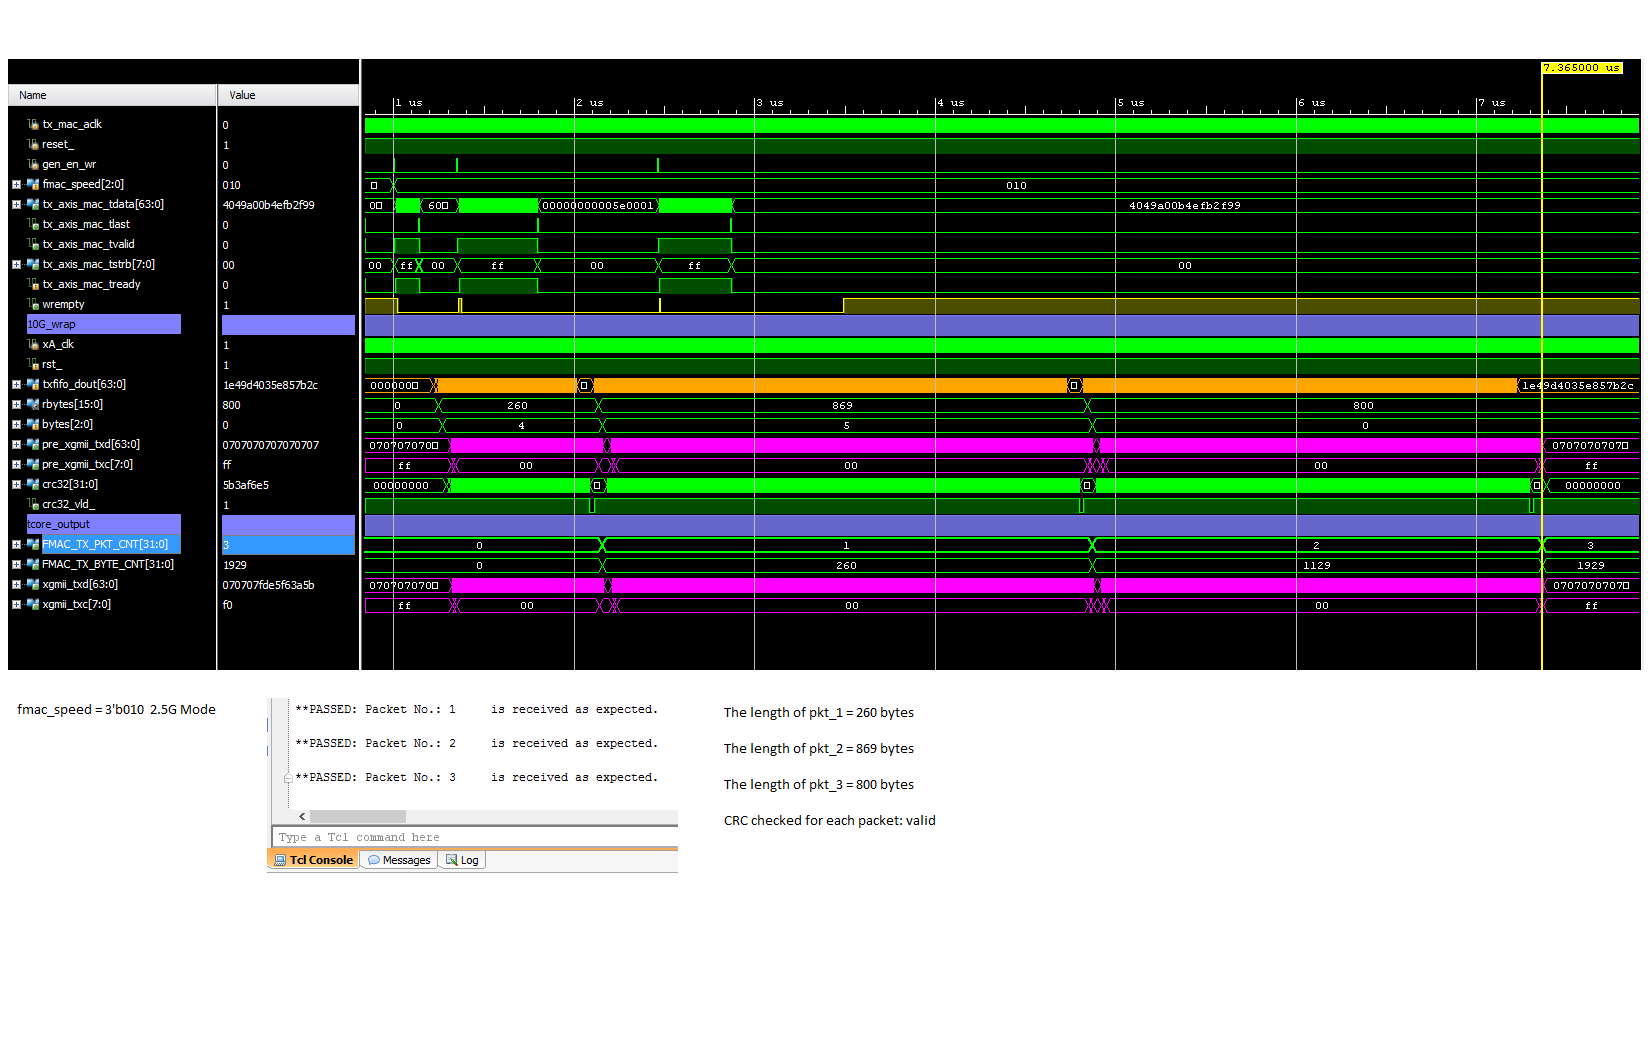 7.365000 us
Name Value
1 us 2 us 3 us 4 us 5 us 6 us 7 us
tx_mac_aclk 0
reset_ 1
gen_en_wr 0
fmac_speed[2:0] 010 010
tx_axis_mac_tdata[63:0] 4049a00b4efb2f99 0 60 00000000005e0001 4049a00b4efb2f99
tx_axis_mac_tlast 0
tx_axis_mac_tvalid 0
tx_axis_mac_tstrb[7:0] 00 00 ff 00 ff 00 ff 00
tx_axis_mac_tready 0
wrempty 1
10G_wrap
xA_clk 1
rst_ 1
txfifo_dout[63:0] 1e49d4035e857b2c 000000 1e49d4035e857b2c
rbytes[15:0] 800 0 260 869 800
bytes[2:0] 0 0 4 5 0
pre_xgmii_txd[63:0] 0707070707070707 070707070 0707070707
pre_xgmii_txc[7:0] ff ff 00 00 00 ff
crc32[31:0] 5b3af6e5 00000000 00000000
crc32_vld_ 1
tcore_output
FMAC_TX_PKT_CNT[31:0] 3 0 1 2 3
FMAC_TX_BYTE_CNT[31:0] 1929 0 260 1129 1929
xgmii_txd[63:0] 070707fde5f63a5b 070707070 0707070707
xgmii_txc[7:0] f0 ff 00 00 00 ff
fmac_speed = 3'b010 2.5G Mode
**PASSED: Packet No.: 1 is received as expected.
**PASSED: Packet No.: 2 is received as expected.
**PASSED: Packet No.: 3 is received as expected.
Type a Tcl command here
Tcl Console Messages Log
The length of pkt_1 = 260 bytes
The length of pkt_2 = 869 bytes
The length of pkt_3 = 800 bytes
CRC checked for each packet: valid